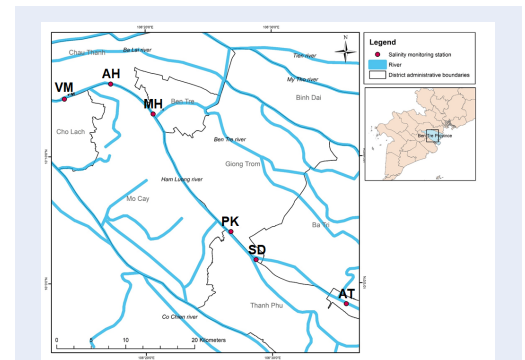 Legend
Salinity monitoring station
River
District administrative boundaries
Chau Thanh
Ba Lai river
Tien river
My Tho river
Binh Dai
VM
AH
MH
Ben Tre
Cho Lach
Ben Tre river
Giong Trom
Ham Luong river
Mo Cay
PK
Ba Tri
SD
AT
Thanh Phu
Co Chien river
0 5 10 20 Kilometers
Ben Tre Province
N